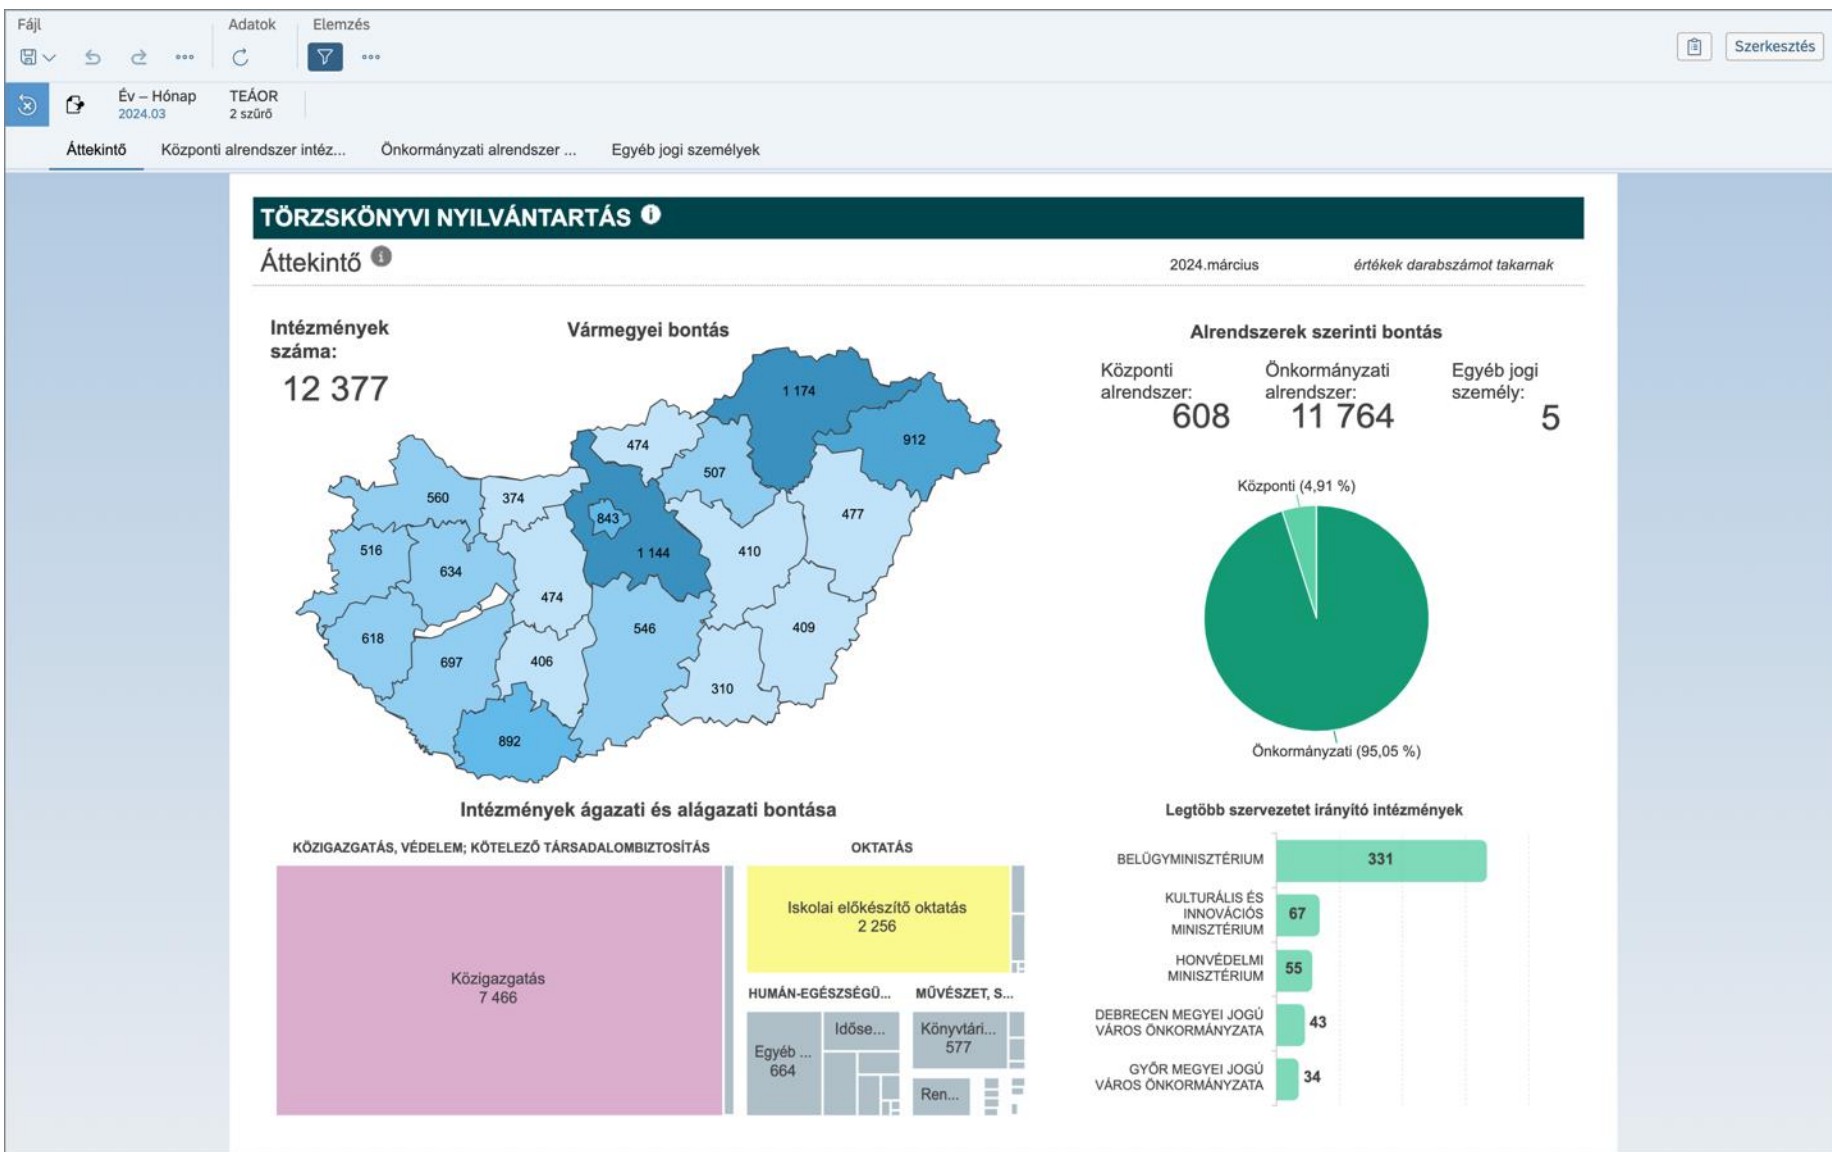 Fájl
Adatok
Elemzés
Szerkesztés
Év – Hónap
2024.03
TEÁOR
2 szűrő
Áttekintő
Központi alrendszer intéz...
Önkormányzati alrendszer ...
Egyéb jogi személyek
TÖRZSKÖNYVI NYILVÁNTARTÁS
Áttekintő
2024.március
értékek darabszámot takarnak
Intézmények
száma:
12 377
Vármegyei bontás
1 174
912
474
507
560
374
843
477
516
634
1 144
410
474
618
546
409
697
406
310
892
Alrendszerek szerinti bontás
Központi
alrendszer:
608
Önkormányzati
alrendszer:
11 764
Egyéb jogi
személy:
5
Központi (4,91 %)
Önkormányzati (95,05 %)
Intézmények ágazati és alágazati bontása
KÖZIGAZGATÁS, VÉDELEM; KÖTELEZŐ TÁRSADALOMBIZTOSÍTÁS
Közigazgatás
7 466
OKTATÁS
Iskolai előkészítő oktatás
2 256
HUMÁN-EGÉSZSÉGÜ...
Egyéb ...
664
Időse...
MŰVÉSZET, S...
Könyvtári...
577
Ren...
Legtöbb szervezetet irányító intézmények
BELÜGYMINISZTÉRIUM
331
KULTURÁLIS ÉS
INNOVÁCIÓS
MINISZTÉRIUM
67
HONVÉDELMI
MINISZTÉRIUM
55
DEBRECEN MEGYEI JOGÚ
VÁROS ÖNKORMÁNYZATA
43
GYŐR MEGYEI JOGÚ
VÁROS ÖNKORMÁNYZATA
34